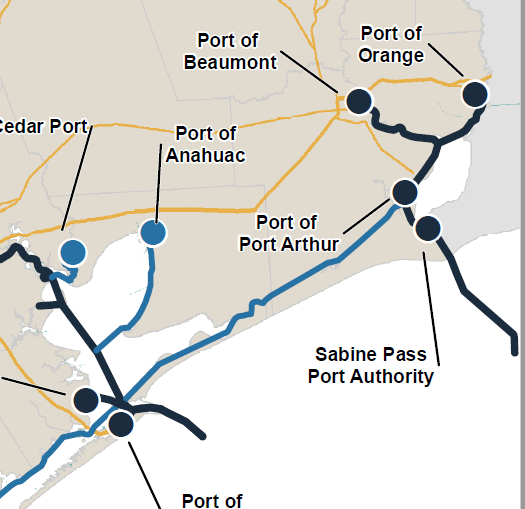 Port of
Orange
Port of
Beaumont
Cedar Port
Port of
Anahuac
Port of
Port Arthur
Sabine Pass
Port Authority
Port of